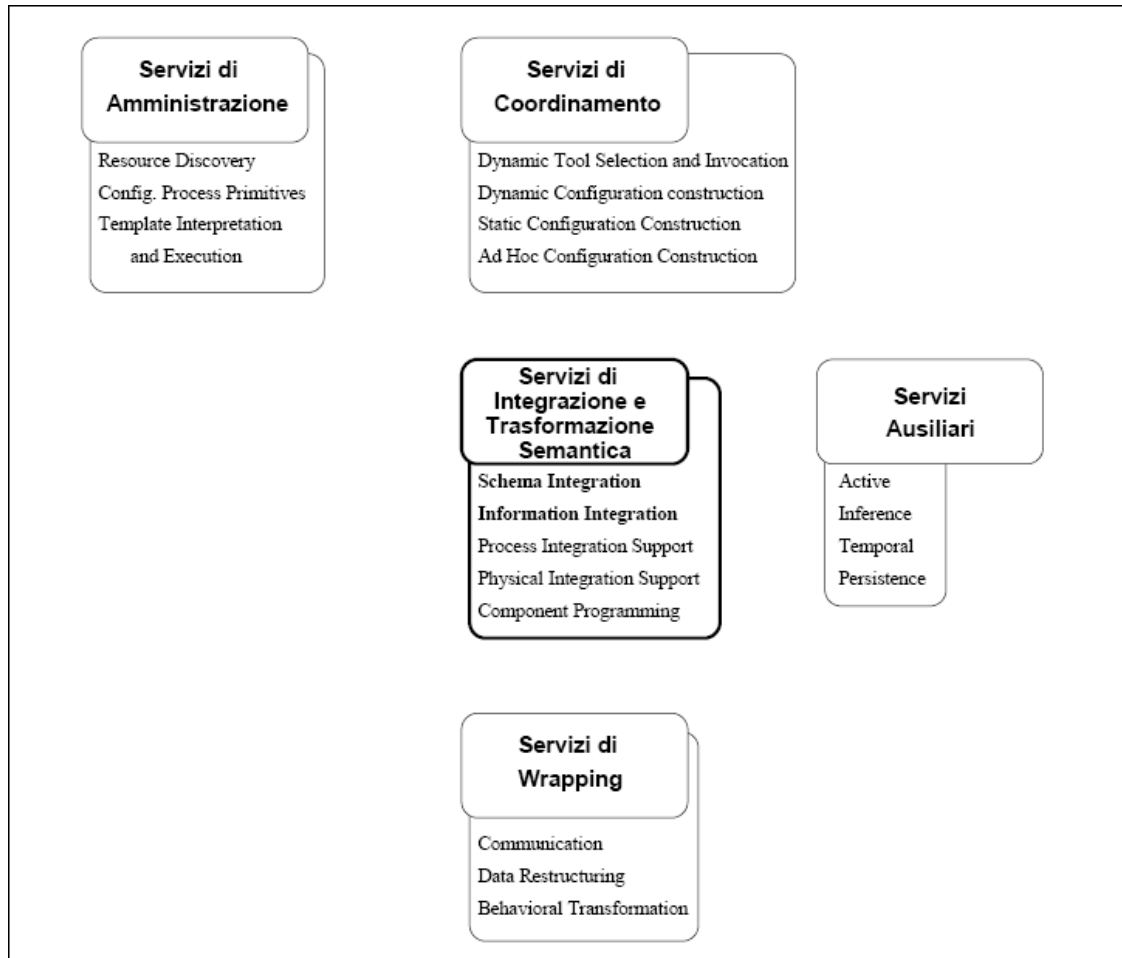 Servizi di
Amministrazione
Resource Discovery
Config. Process Primitives
Template Interpretation
and Execution
Servizi di
Coordinamento
Dynamic Tool Selection and Invocation
Dynamic Configuration construction
Static Configuration Construction
Ad Hoc Configuration Construction
Servizi di
Integrazione e
Trasformazione
Semantica
Schema Integration
Information Integration
Process Integration Support
Physical Integration Support
Component Programming
Servizi
Ausiliari
Active
Inference
Temporal
Persistence
Servizi di
Wrapping
Communication
Data Restructuring
Behavioral Transformation